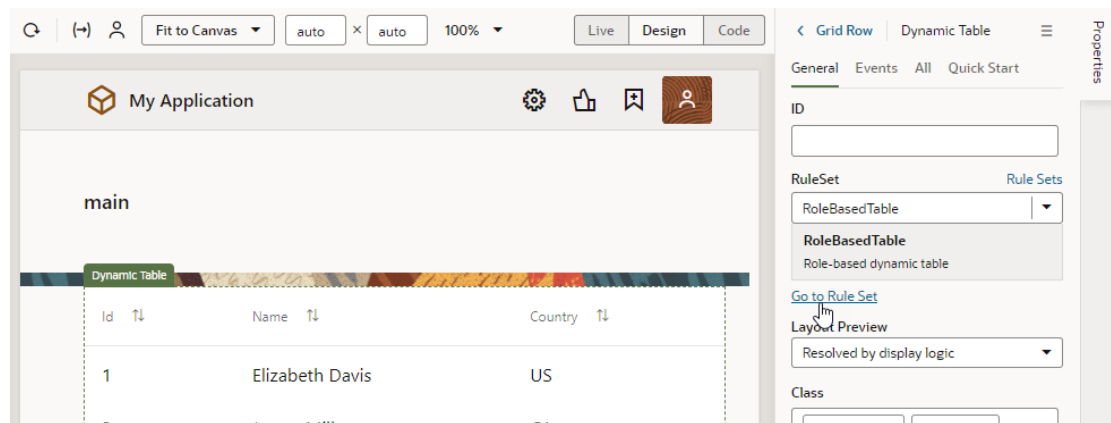 Fit to Canvas auto × auto 100% Live Design Code
My Application
main
Dynamic Table
Id Name Country
1 Elizabeth Davis US
Grid Row Dynamic Table
General Events All Quick Start
ID
RuleSet Rule Sets
RoleBasedTable
RoleBasedTable
Role-based dynamic table
Go to Rule Set
Layout Preview
Resolved by display logic
Class
Properties